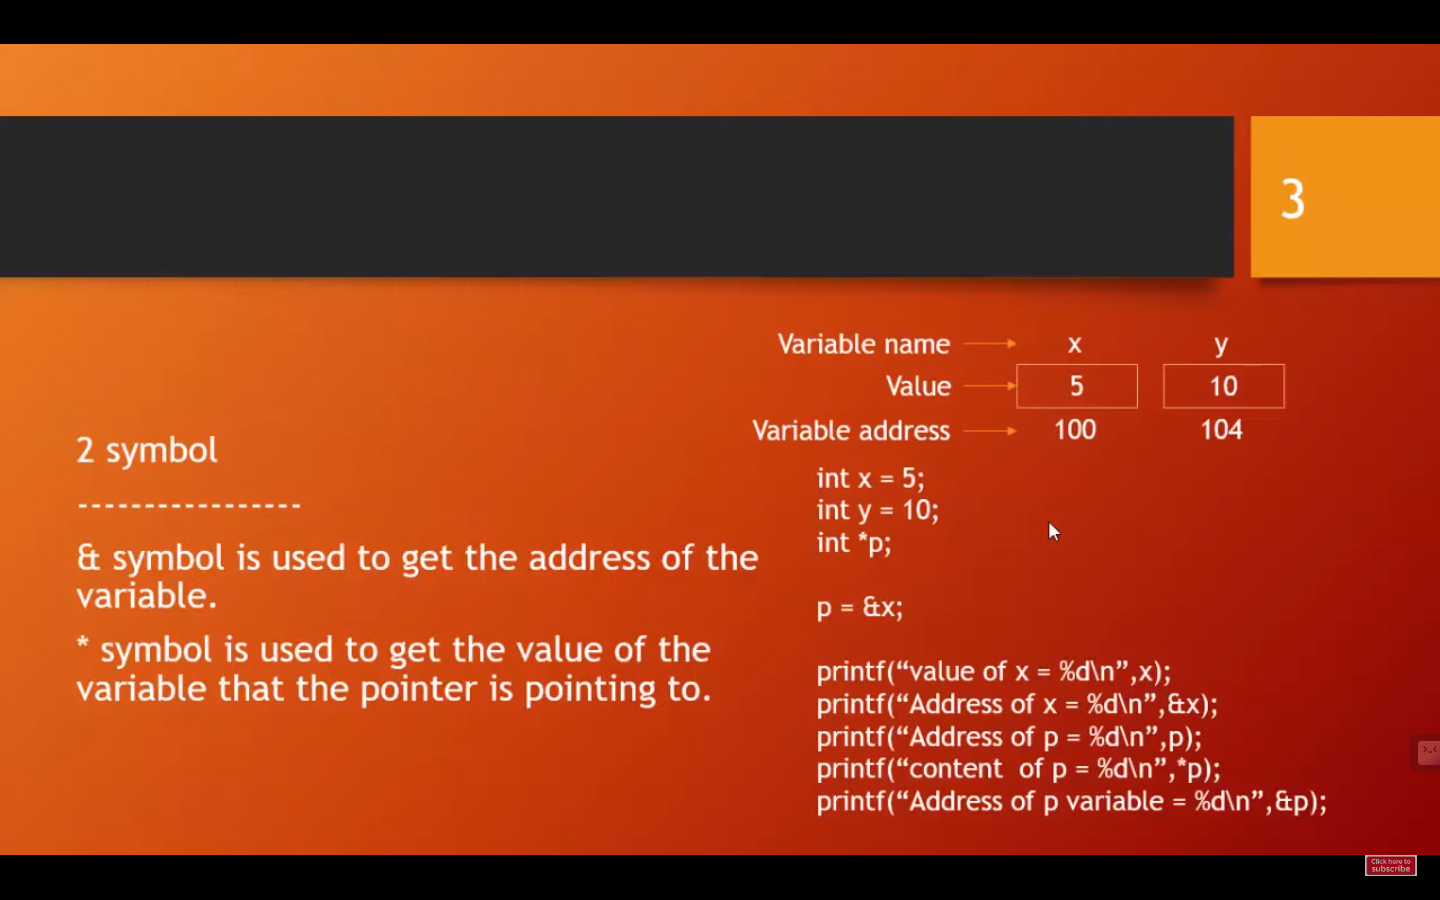 3
Variable name x y
Value 5 10
Variable address 100 104
2 symbol
-----------------
& symbol is used to get the address of the
variable.
* symbol is used to get the value of the
variable that the pointer is pointing to.
int x = 5;
int y = 10;
int *p;
p = &x;
printf(“value of x = %d\n”,x);
printf(“Address of x = %d\n”,&x);
printf(“Address of p = %d\n”,p);
printf(“content  of p = %d\n”,*p);
printf(“Address of p variable = %d\n”,&p);
Click here to
subscribe